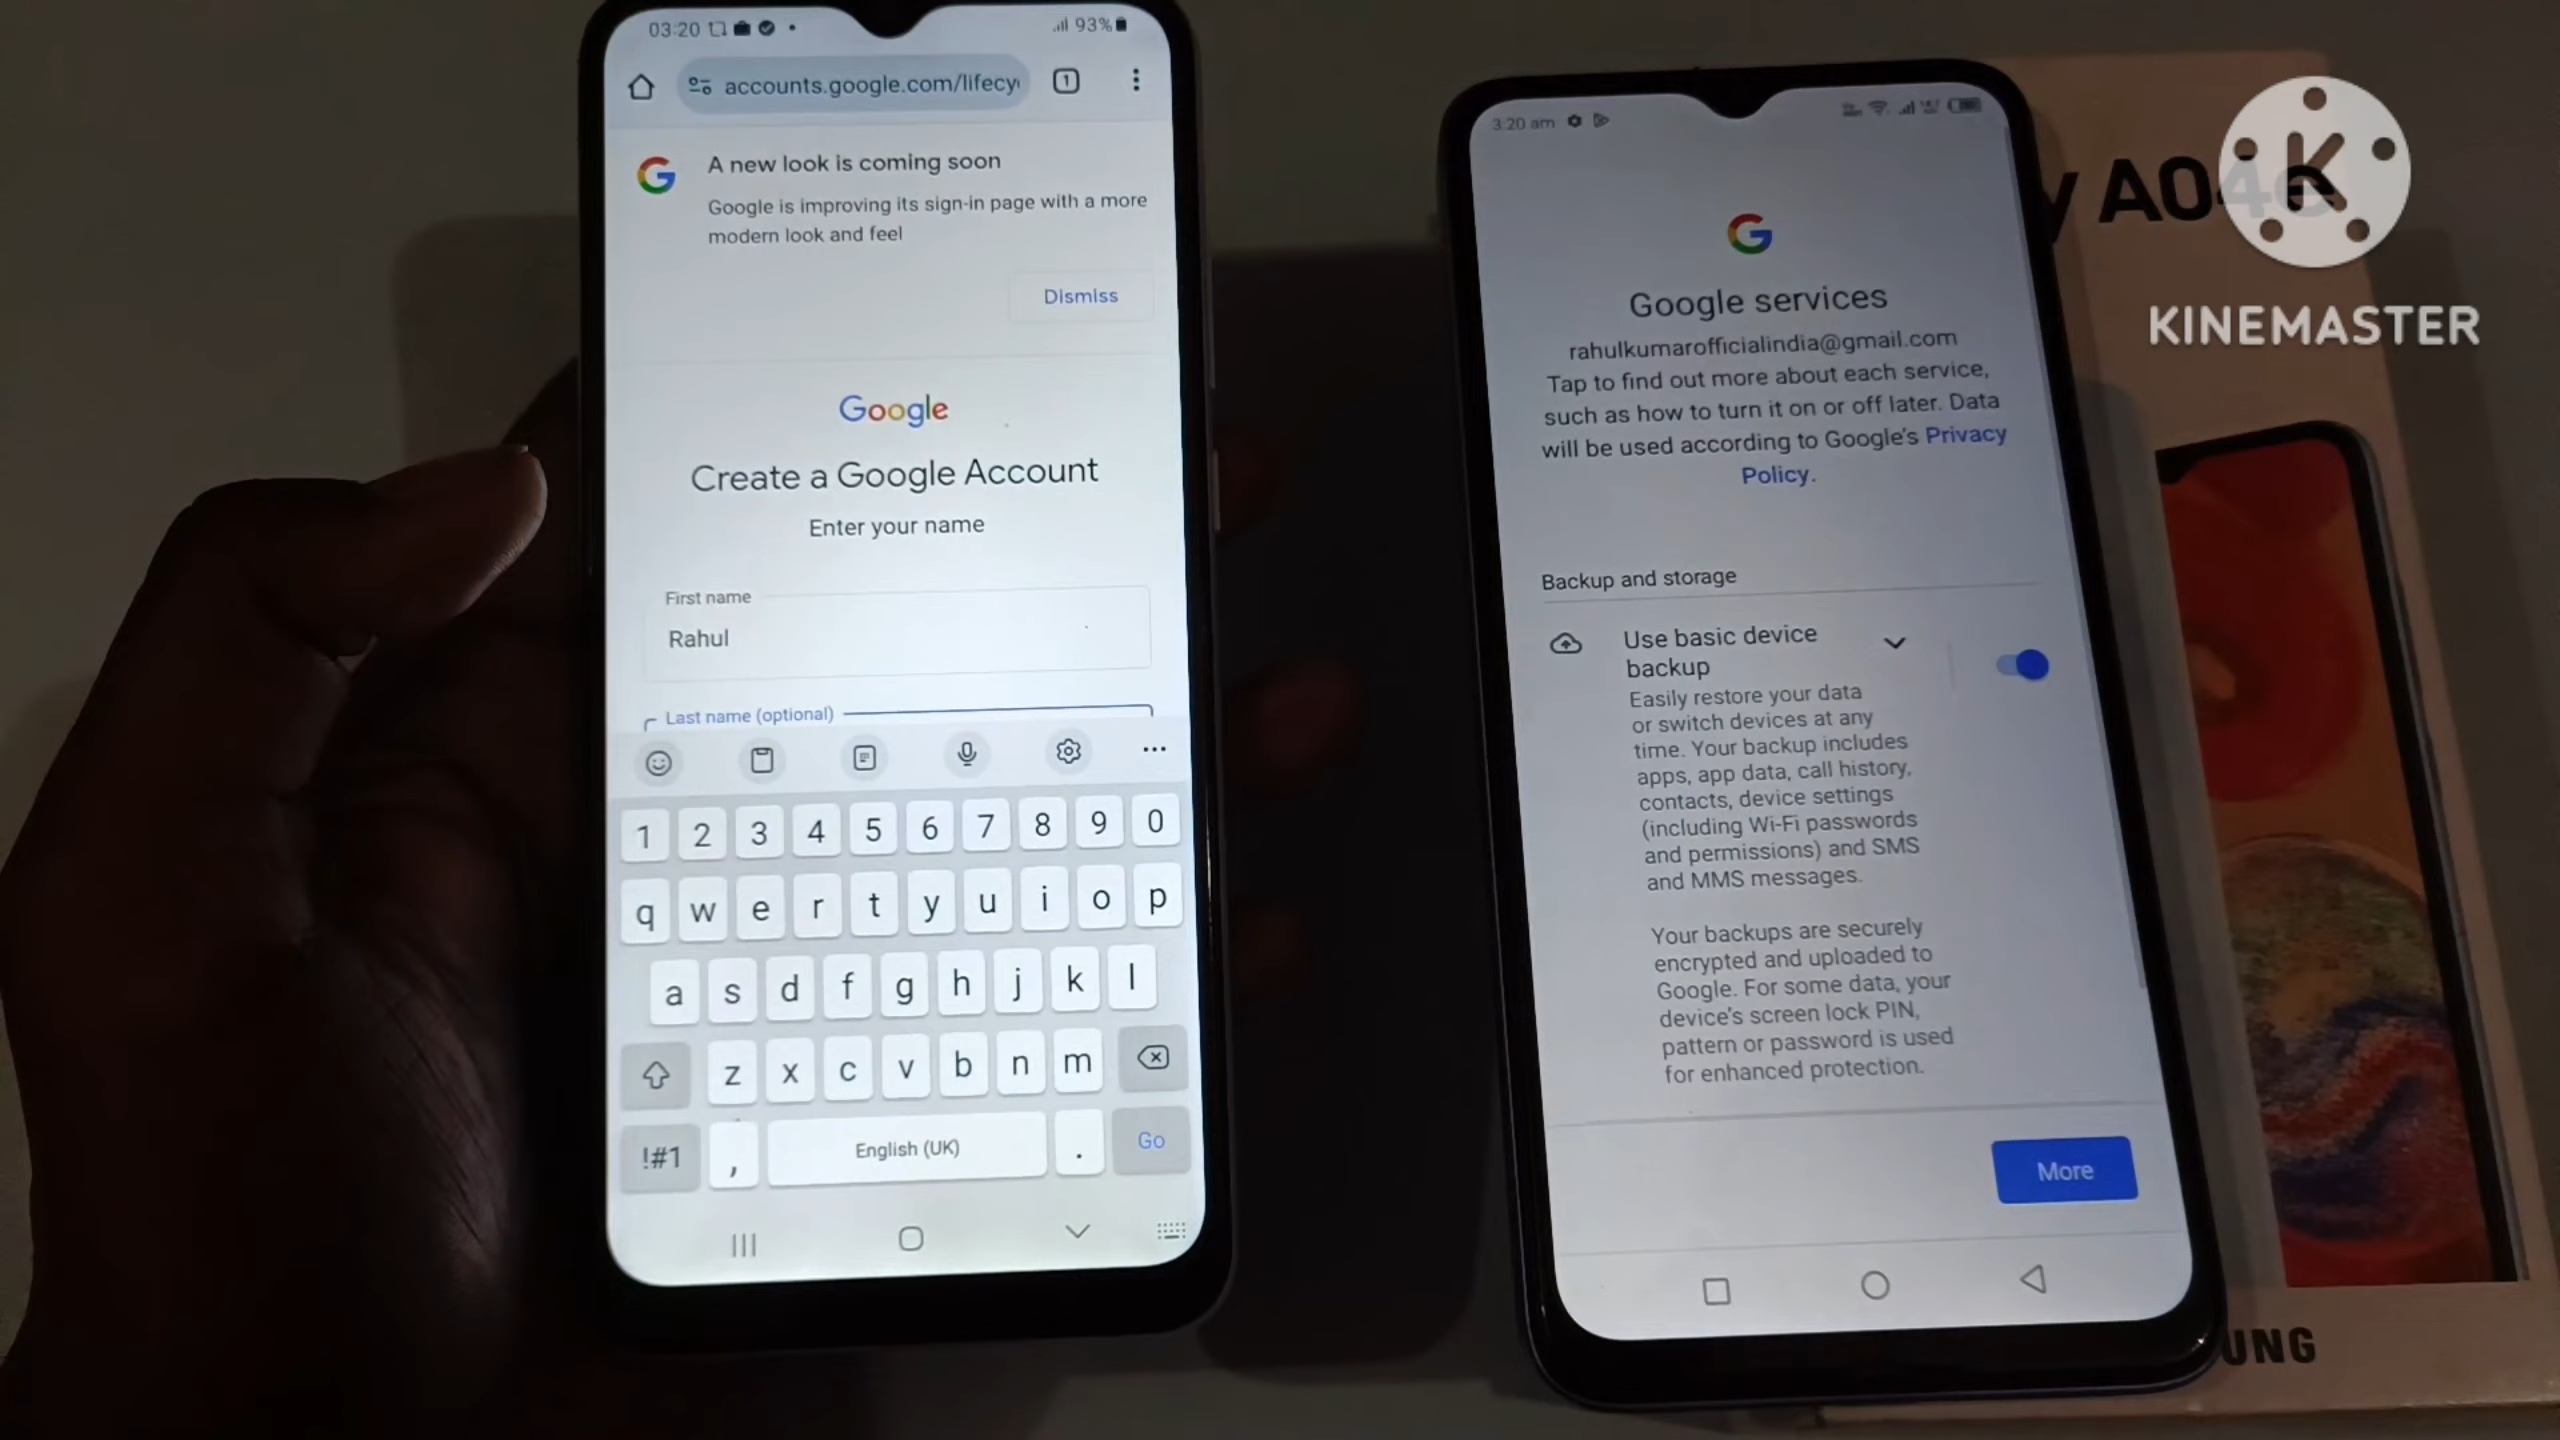 03:20
93%
accounts.google.com/lifecy
1
A new look is coming soon
Google is improving its sign-in page with a more
modern look and feel
Dismiss
Google
Create a Google Account
Enter your name
First name
Rahul
Last name (optional)
1 2 3 4 5 6 7 8 9 0
q w e r t y u i o p
a s d f g h j k l
z x c v b n m
!#1 , English (UK) . Go
3:20 am
Google services
rahulkumarofficialindia@gmail.com
Tap to find out more about each service,
such as how to turn it on or off later. Data
will be used according to Google's Privacy
Policy.
Backup and storage
Use basic device
backup
Easily restore your data
or switch devices at any
time. Your backup includes
apps, app data, call history,
contacts, device settings
(including Wi-Fi passwords
and permissions) and SMS
and MMS messages.
Your backups are securely
encrypted and uploaded to
Google. For some data, your
device's screen lock PIN,
pattern or password is used
for enhanced protection.
More
y A04e
K
KINEMASTER
UNG